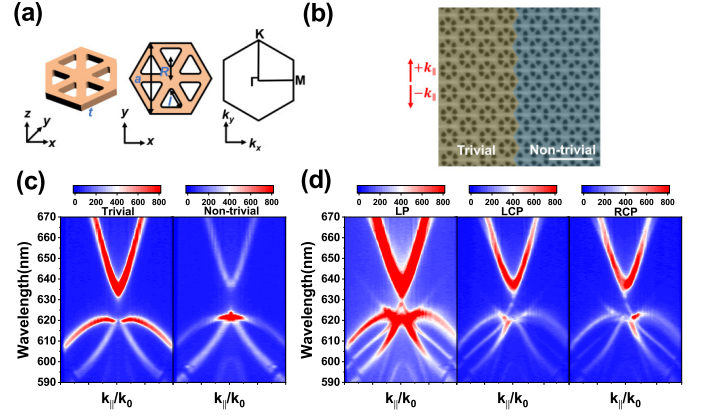 (a)
K
R
a
l
M
Γ
t
z
y
x
y
x
k_y
k_x
(b)
+k∥
−k∥
Trivial
Non-trivial
(c)
0 200 400 600 800
0 200 400 600 800
Trivial
Non-trivial
Wavelength(nm)
670
660
650
640
630
620
610
600
590
k∥/k0
k∥/k0
(d)
0 200 400 600 800
0 200 400 600 800
0 200 400 600 800
LP
LCP
RCP
Wavelength(nm)
670
660
650
640
630
620
610
600
590
k∥/k0
k∥/k0
k∥/k0